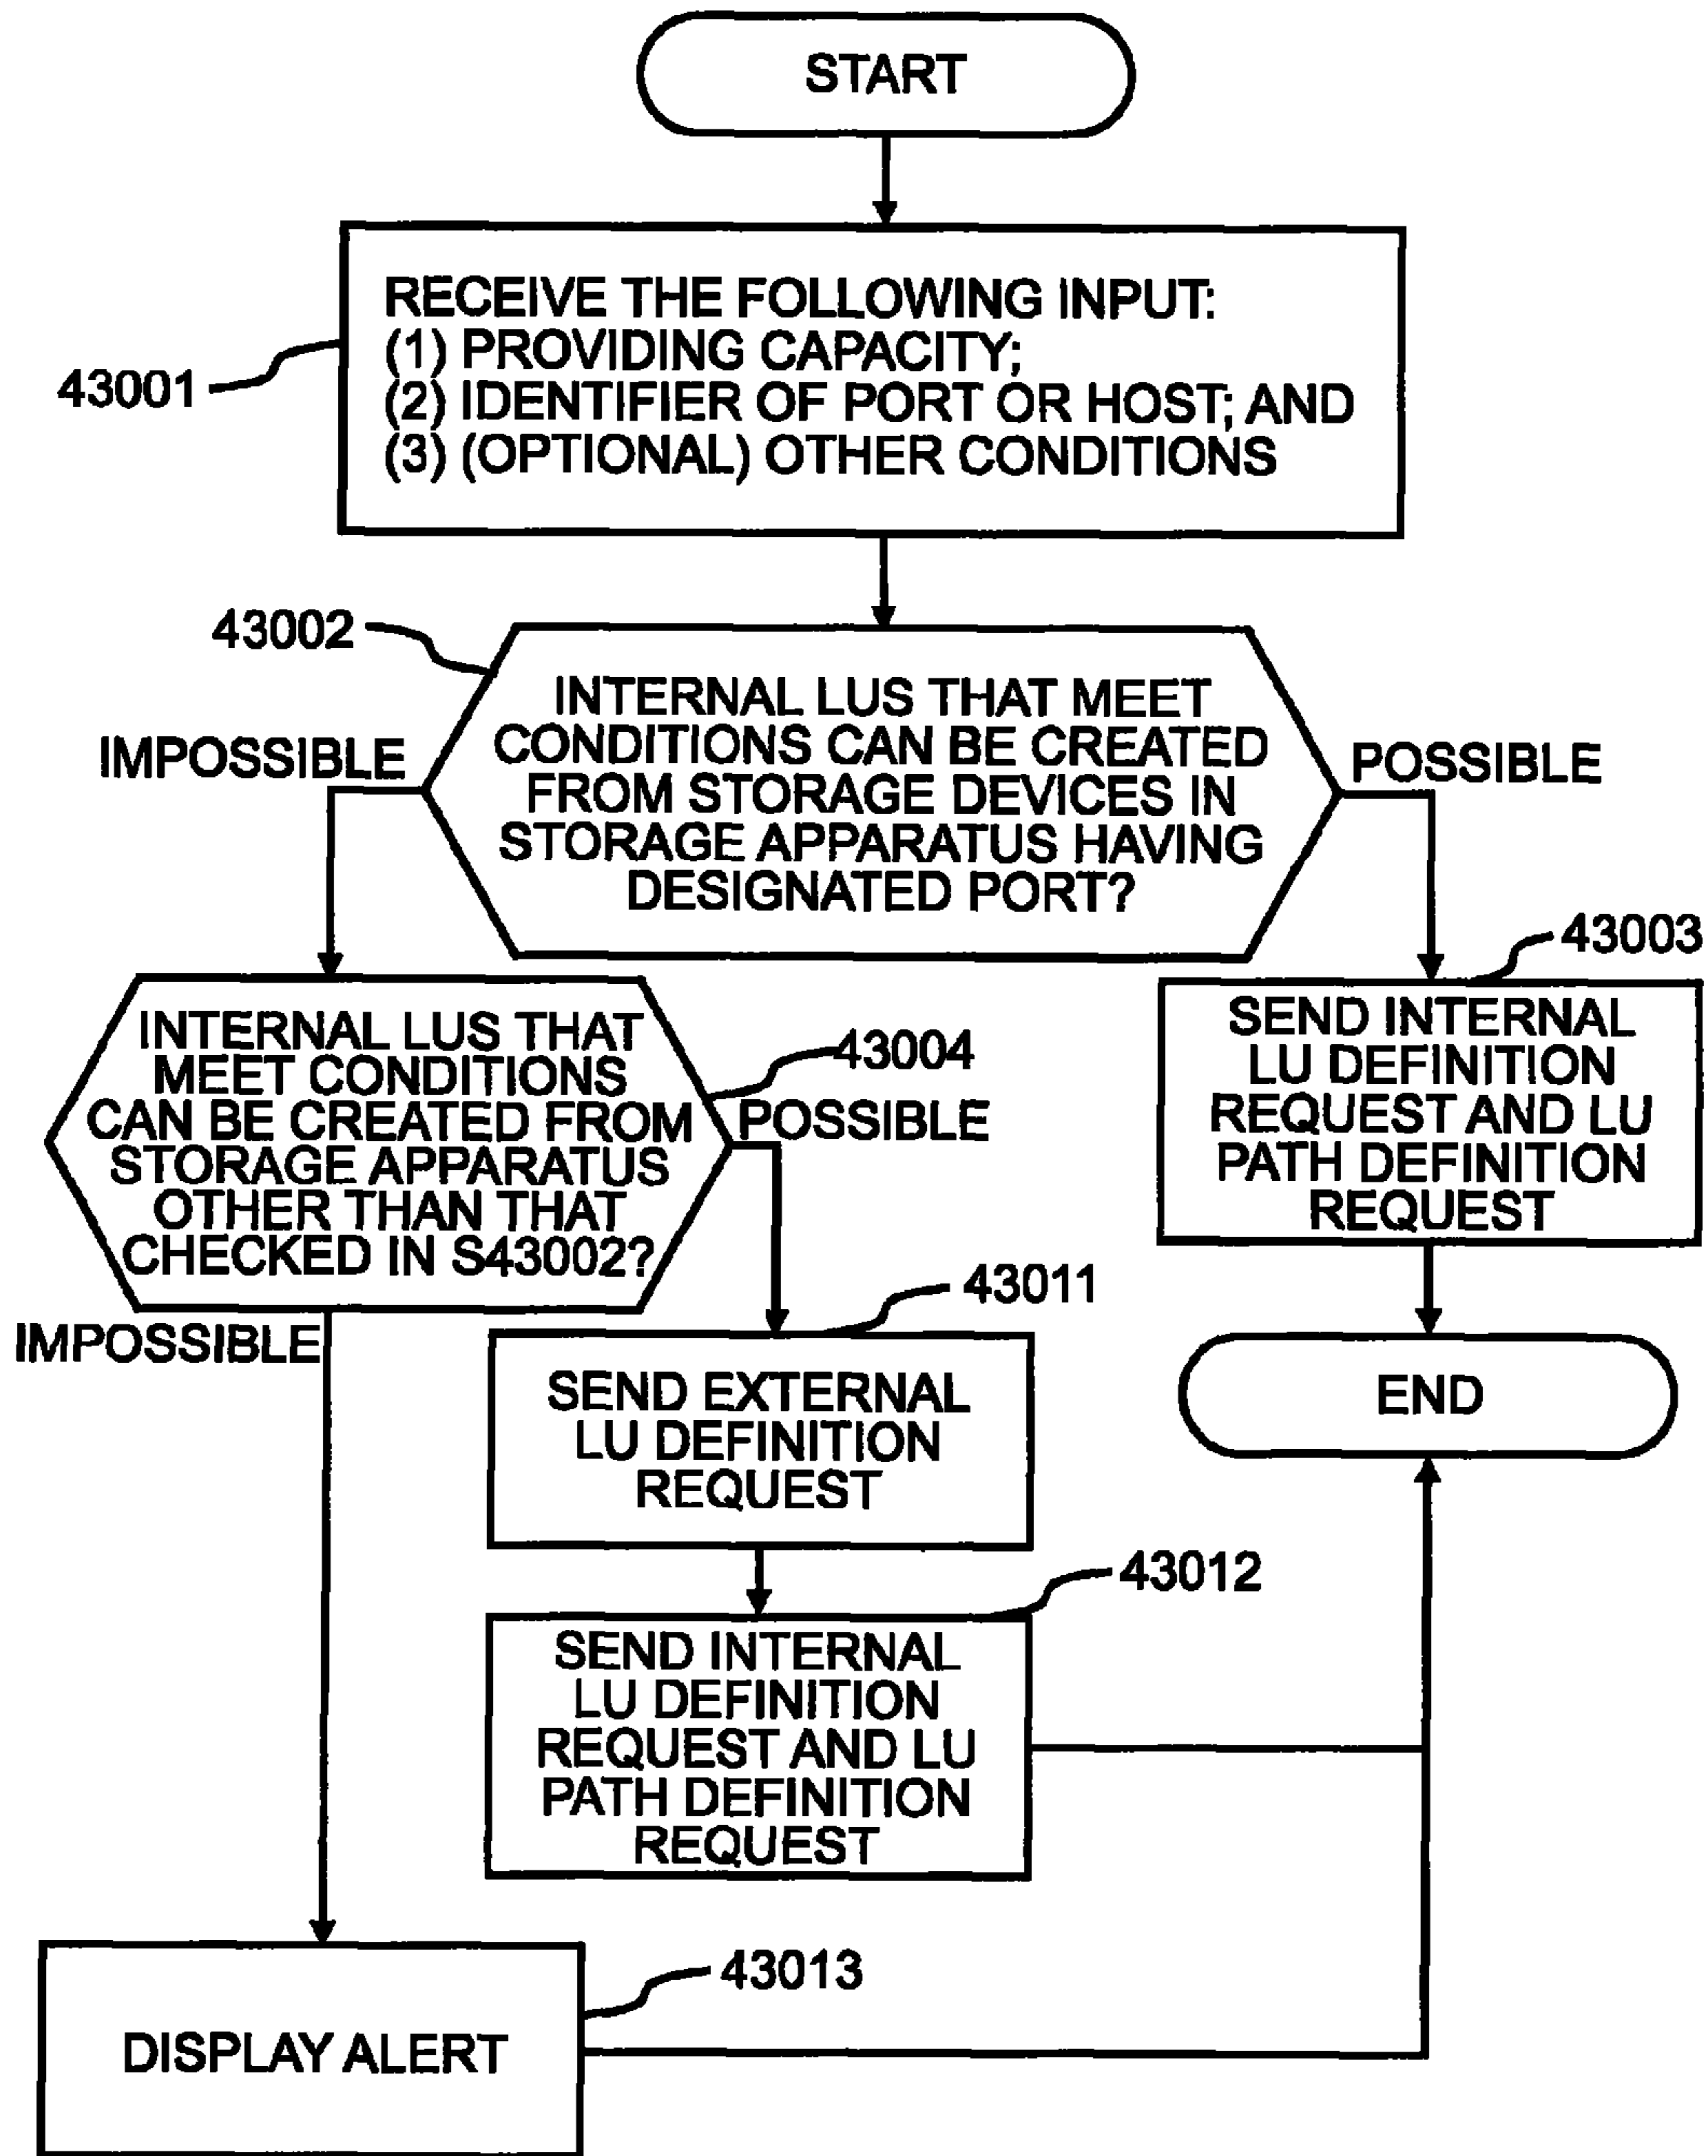 START
RECEIVE THE FOLLOWING INPUT:
(1) PROVIDING CAPACITY;
(2) IDENTIFIER OF PORT OR HOST; AND
(3) (OPTIONAL) OTHER CONDITIONS
43001
43002
INTERNAL LUS THAT MEET
CONDITIONS CAN BE CREATED
FROM STORAGE DEVICES IN
STORAGE APPARATUS HAVING
DESIGNATED PORT?
IMPOSSIBLE
POSSIBLE
43003
SEND INTERNAL
LU DEFINITION
REQUEST AND LU
PATH DEFINITION
REQUEST
INTERNAL LUS THAT
MEET CONDITIONS
CAN BE CREATED FROM
STORAGE APPARATUS
OTHER THAN THAT
CHECKED IN S43002?
43004
POSSIBLE
IMPOSSIBLE
43011
SEND EXTERNAL
LU DEFINITION
REQUEST
END
43012
SEND INTERNAL
LU DEFINITION
REQUEST AND LU
PATH DEFINITION
REQUEST
43013
DISPLAY ALERT